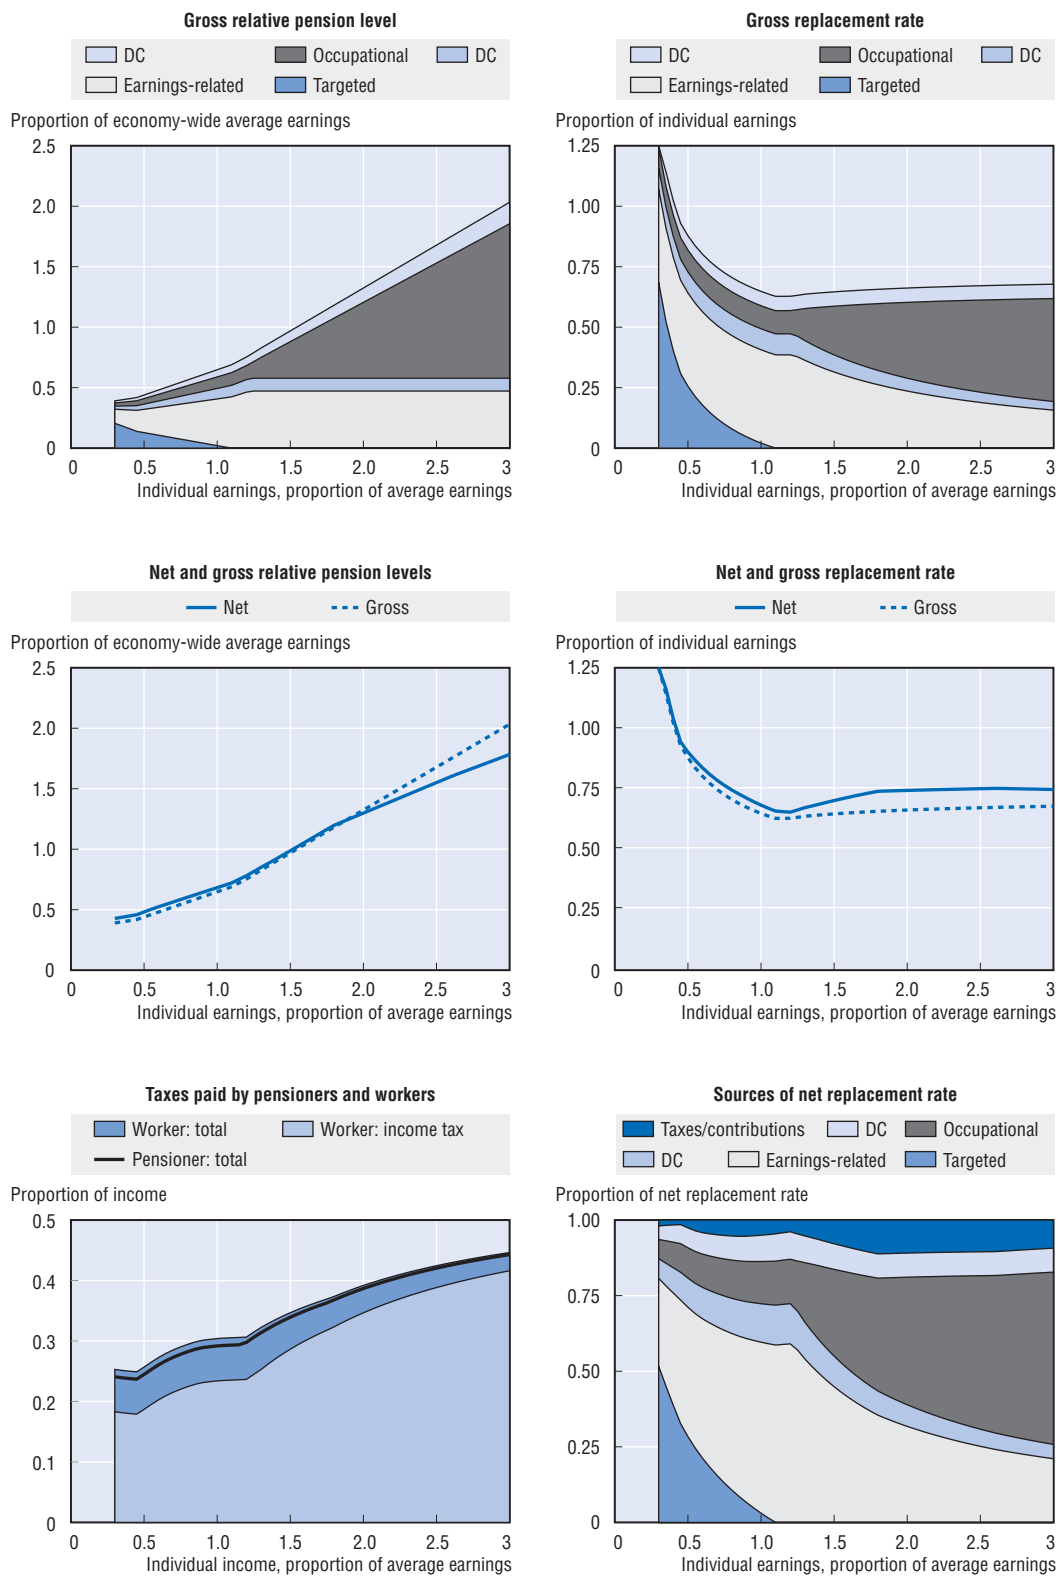 Gross relative pension level
DC Occupational DC
Earnings-related Targeted
Proportion of economy-wide average earnings
2.5
2.0
1.5
1.0
0.5
0
0 0.5 1.0 1.5 2.0 2.5 3
Individual earnings, proportion of average earnings
Gross replacement rate
DC Occupational DC
Earnings-related Targeted
Proportion of individual earnings
1.25
1.00
0.75
0.50
0.25
0
0 0.5 1.0 1.5 2.0 2.5 3
Individual earnings, proportion of average earnings
Net and gross relative pension levels
Net Gross
Proportion of economy-wide average earnings
2.5
2.0
1.5
1.0
0.5
0
0 0.5 1.0 1.5 2.0 2.5 3
Individual earnings, proportion of average earnings
Net and gross replacement rate
Net Gross
Proportion of individual earnings
1.25
1.00
0.75
0.50
0.25
0
0 0.5 1.0 1.5 2.0 2.5 3
Individual earnings, proportion of average earnings
Taxes paid by pensioners and workers
Worker: total Worker: income tax
Pensioner: total
Proportion of income
0.5
0.4
0.3
0.2
0.1
0
0 0.5 1.0 1.5 2.0 2.5 3
Individual income, proportion of average earnings
Sources of net replacement rate
Taxes/contributions DC Occupational
DC Earnings-related Targeted
Proportion of net replacement rate
1.00
0.75
0.50
0.25
0
0 0.5 1.0 1.5 2.0 2.5 3
Individual earnings, proportion of average earnings